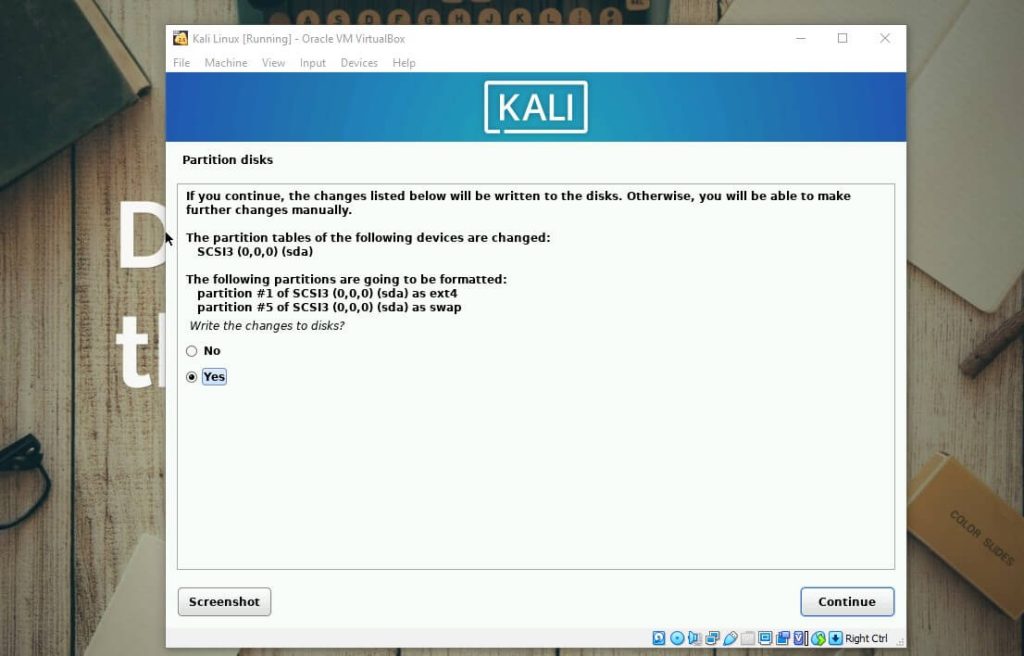 A S D F G H J K L
Kali Linux [Running] - Oracle VM VirtualBox
File Machine View Input Devices Help
KALI
Partition disks
If you continue, the changes listed below will be written to the disks. Otherwise, you will be able to make
further changes manually.
The partition tables of the following devices are changed:
SCSI3 (0,0,0) (sda)
The following partitions are going to be formatted:
partition #1 of SCSI3 (0,0,0) (sda) as ext4
partition #5 of SCSI3 (0,0,0) (sda) as swap
Write the changes to disks?
No
Yes
D
t
COLOR SLIDES
Screenshot
Continue
Right Ctrl